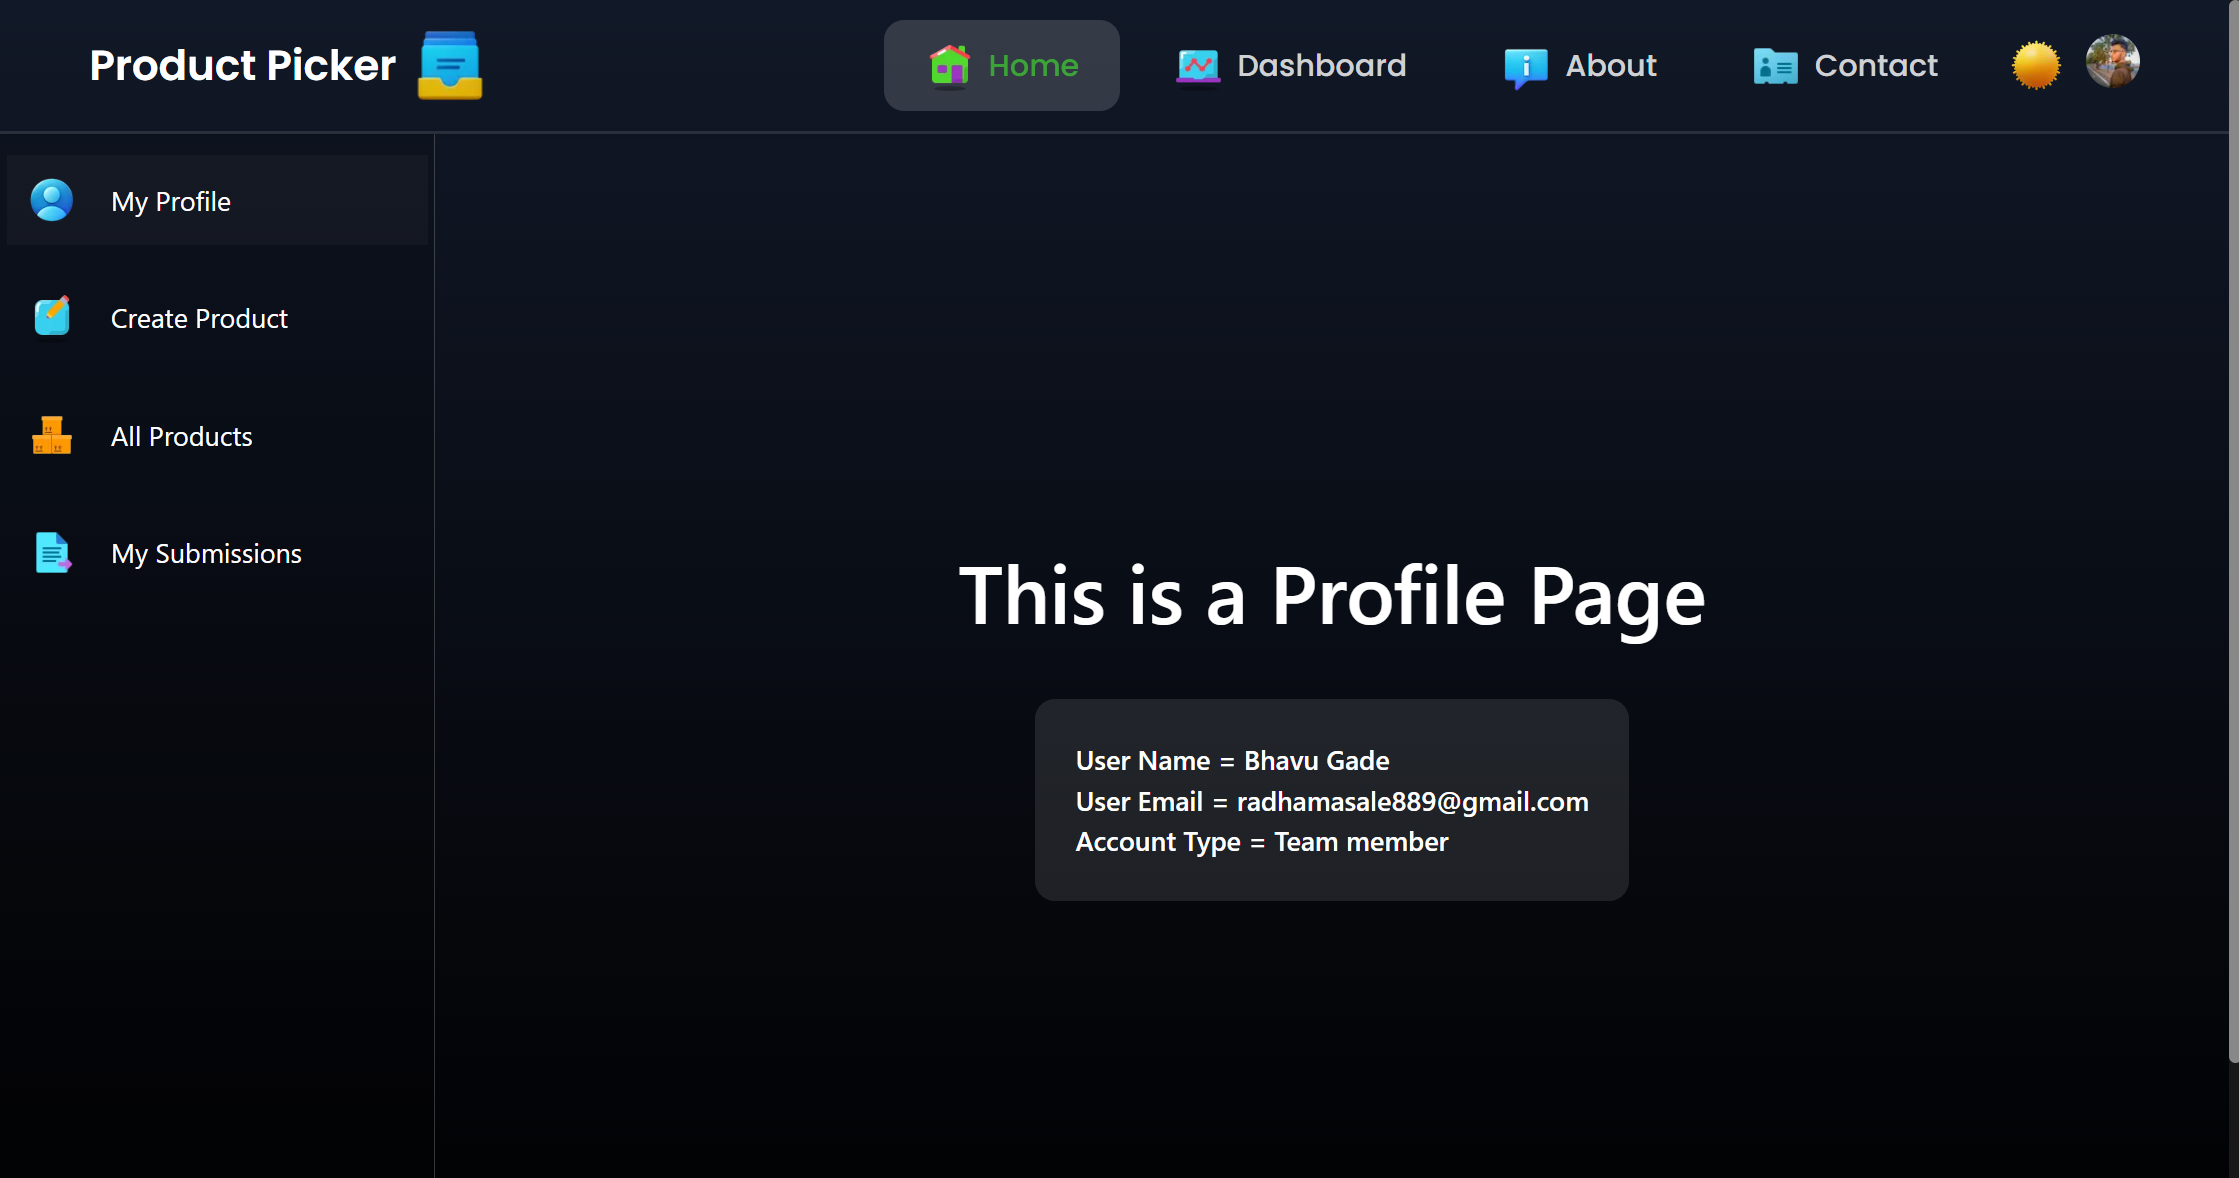 Product Picker
Home
Dashboard
About
Contact
My Profile
Create Product
All Products
My Submissions
This is a Profile Page
User Name = Bhavu Gade
User Email = radhamasale889@gmail.com
Account Type = Team member